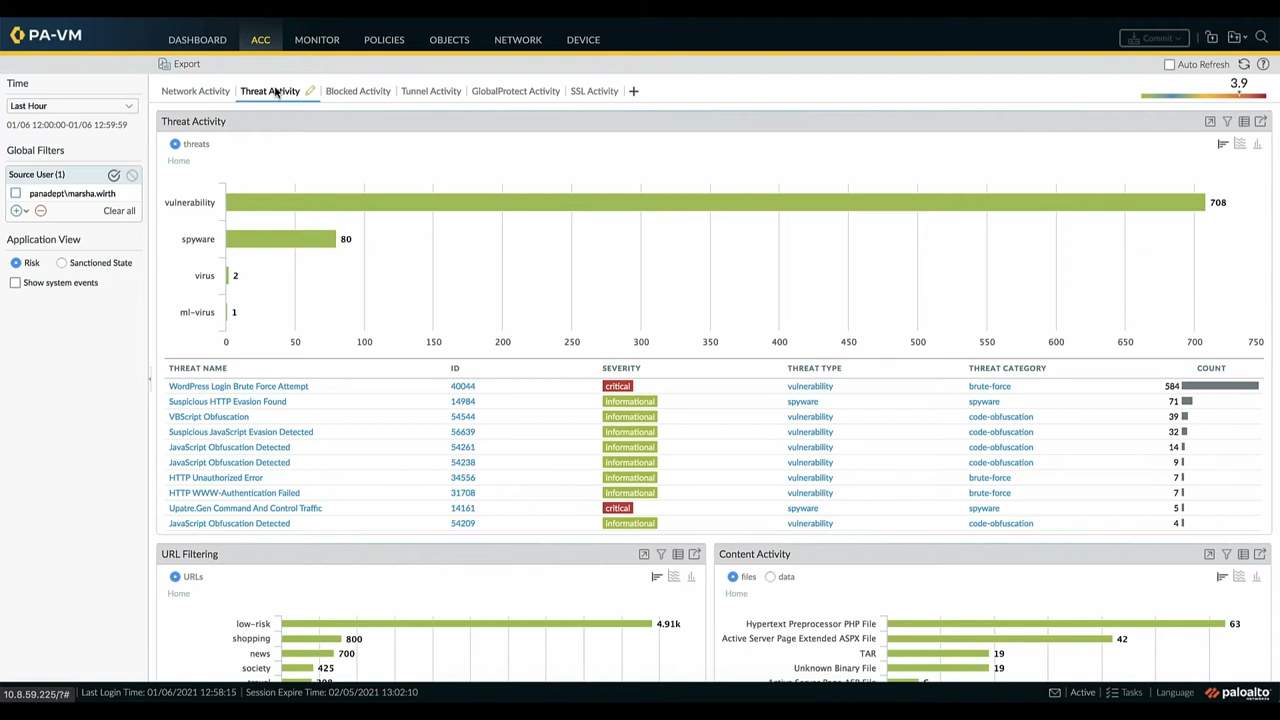 PA-VM
DASHBOARD ACC MONITOR POLICIES OBJECTS NETWORK DEVICE Commit
Export Auto Refresh
Time
Last Hour
01/06 12:00:00-01/06 12:59:59
Global Filters
Source User (1)
panadept\marsha.wirth
Clear all
Application View
Risk Sanctioned State
Show system events
Network Activity Threat Activity Blocked Activity Tunnel Activity GlobalProtect Activity SSL Activity 3.9
Threat Activity
threats
Home
vulnerability 708
spyware 80
virus 2
ml-virus 1
0 50 100 150 200 250 300 350 400 450 500 550 600 650 700 750
THREAT NAME ID SEVERITY THREAT TYPE THREAT CATEGORY COUNT
WordPress Login Brute Force Attempt 40044 critical vulnerability brute-force 584
Suspicious HTTP Evasion Found 14984 informational spyware spyware 71
VBScript Obfuscation 54544 informational vulnerability code-obfuscation 39
Suspicious JavaScript Evasion Detected 56639 informational vulnerability code-obfuscation 32
JavaScript Obfuscation Detected 54261 informational vulnerability code-obfuscation 14
JavaScript Obfuscation Detected 54238 informational vulnerability code-obfuscation 9
HTTP Unauthorized Error 34556 informational vulnerability brute-force 7
HTTP WWW-Authentication Failed 31708 informational vulnerability brute-force 7
Upatre.Gen Command And Control Traffic 14161 critical spyware spyware 5
JavaScript Obfuscation Detected 54209 informational vulnerability code-obfuscation 4
URL Filtering
URLs
Home
low-risk 4.91k
shopping 800
news 700
society 425
Content Activity
files data
Home
Hypertext Preprocessor PHP File 63
Active Server Page Extended ASPX File 42
TAR 19
Unknown Binary File 19
10.8.59.225/?# Last Login Time: 01/06/2021 12:58:15 Session Expire Time: 02/05/2021 13:02:10 Active Tasks Language paloalto NETWORKS